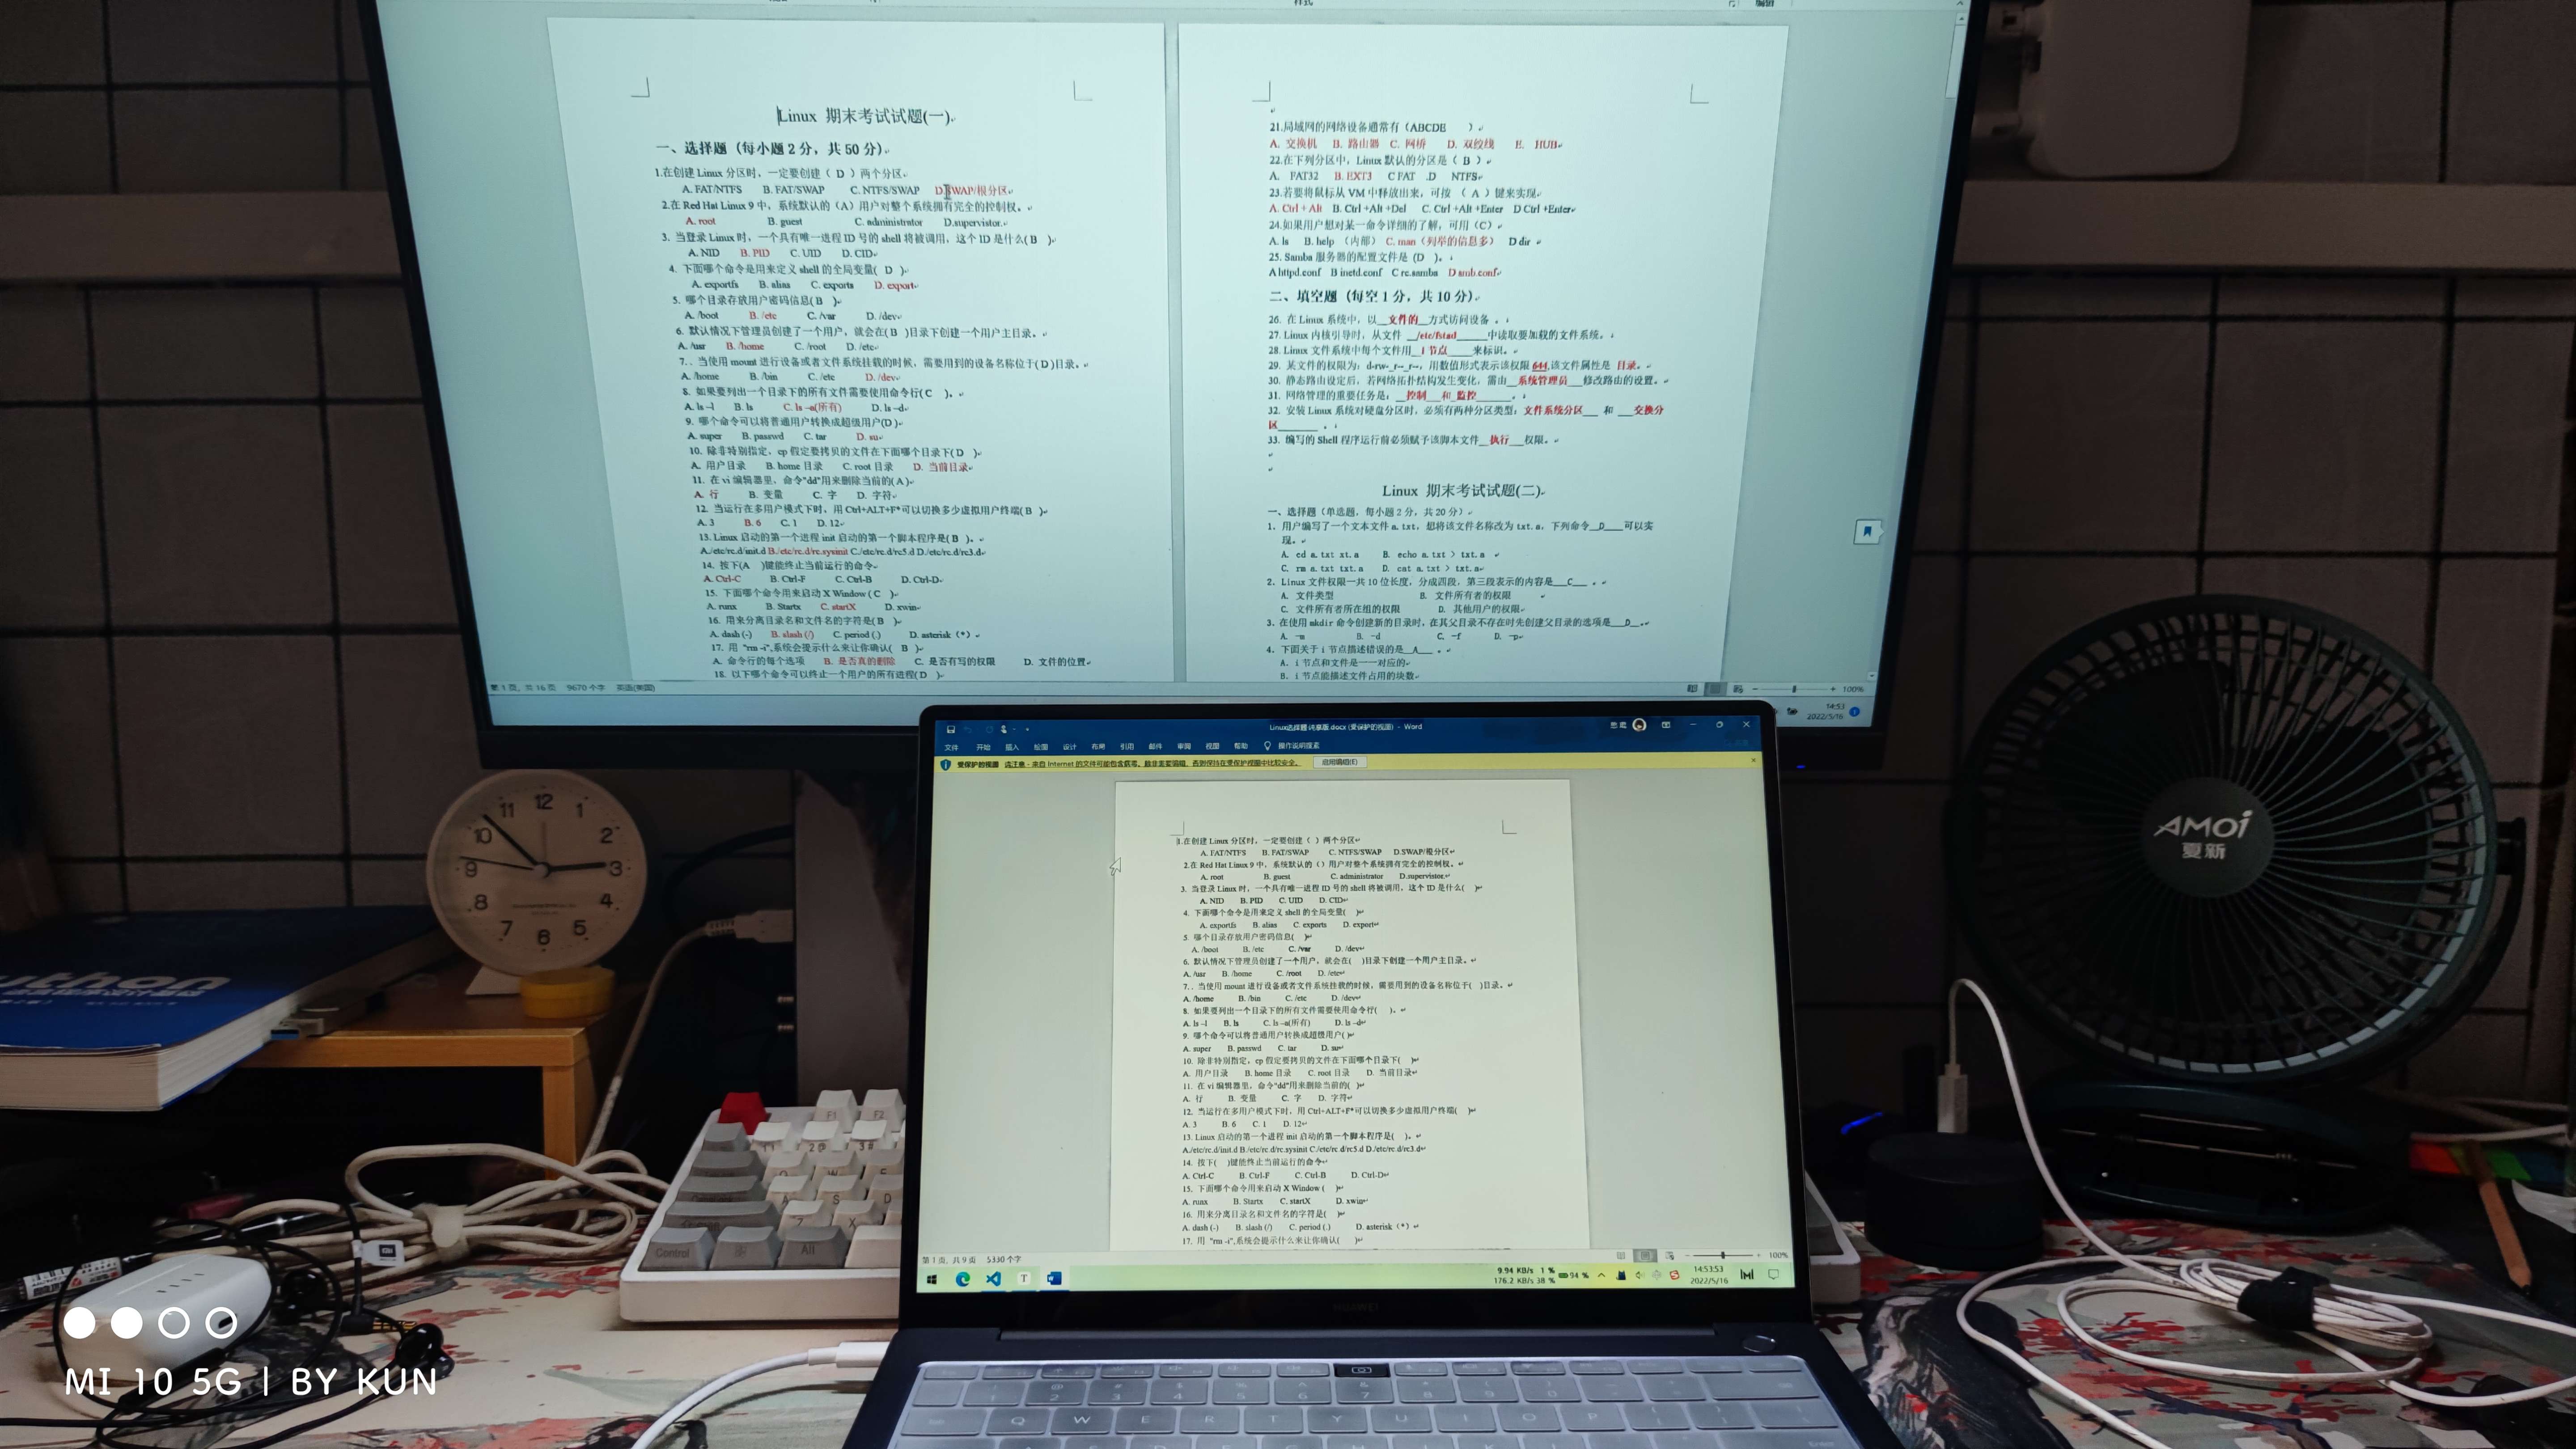 样式
编辑
Linux 期末考试试题(一)
一、选择题（每小题 2 分，共 50 分）
1.在创建 Linux 分区时，一定要创建（ D ）两个分区
A. FAT/NTFS B. FAT/SWAP C. NTFS/SWAP D.SWAP/根分区
2.在 Red Hat Linux 9 中，系统默认的（A）用户对整个系统拥有完全的控制权。
A. root B. guest C. administrator D.supervistor.
3. 当登录 Linux 时，一个具有唯一进程 ID 号的 shell 将被调用，这个 ID 是什么( B )
A. NID B. PID C. UID D. CID
4. 下面哪个命令是用来定义 shell 的全局变量( D )
A. exportfs B. alias C. exports D. export
5. 哪个目录存放用户密码信息( B )
A. /boot B. /etc C. /var D. /dev
6. 默认情况下管理员创建了一个用户，就会在( B )目录下创建一个用户主目录。
A. /usr B. /home C. /root D. /etc
7. . 当使用 mount 进行设备或者文件系统挂载的时候，需要用到的设备名称位于( D )目录。
A. /home B. /bin C. /etc D. /dev
8. 如果要列出一个目录下的所有文件需要使用命令行( C )。
A. ls –l B. ls C. ls –a(所有) D. ls –d
9. 哪个命令可以将普通用户转换成超级用户(D )
A. super B. passwd C. tar D. su
10. 除非特别指定，cp 假定要拷贝的文件在下面哪个目录下( D )
A. 用户目录 B. home 目录 C. root 目录 D. 当前目录
11. 在 vi 编辑器里，命令"dd"用来删除当前的( A )
A. 行 B. 变量 C. 字 D. 字符
12. 当运行在多用户模式下时，用 Ctrl+ALT+F*可以切换多少虚拟用户终端( B )
A. 3 B. 6 C. 1 D. 12
13. Linux 启动的第一个进程 init 启动的第一个脚本程序是( B )。
A./etc/rc.d/init.d B./etc/rc.d/rc.sysinit C./etc/rc.d/rc5.d D./etc/rc.d/rc3.d
14. 按下(A )键能终止当前运行的命令
A. Ctrl-C B. Ctrl-F C. Ctrl-B D. Ctrl-D
15. 下面哪个命令用来启动 X Window ( C )
A. runx B. Startx C. startX D. xwin
16. 用来分离目录名和文件名的字符是( B )
A. dash (-) B. slash (/) C. period (.) D. asterisk (*)
17. 用 "rm -i",系统会提示什么来让你确认( B )
A. 命令行的每个选项 B. 是否真的删除 C. 是否有写的权限 D. 文件的位置
18. 以下哪个命令可以终止一个用户的所有进程( D )
第 1 页，共 16 页 9670 个字 英语(美国)
21.局域网的网络设备通常有（ABCDE ）
A. 交换机 B. 路由器 C. 网桥 D. 双绞线 E. HUB
22.在下列分区中，Linux 默认的分区是（ B ）
A. FAT32 B. EXT3 C FAT .D NTFS
23.若要将鼠标从 VM 中释放出来，可按 （ A ）键来实现
A. Ctrl + Alt B. Ctrl +Alt +Del C. Ctrl +Alt +Enter D Ctrl +Enter
24.如果用户想对某一命令详细的了解，可用（C）
A. ls B. help （内部） C. man（列举的信息多） D dir
25. Samba 服务器的配置文件是 (D )。
A httpd.conf B inetd.conf C rc.samba D smb.conf
二、填空题（每空 1 分，共 10 分）
26. 在 Linux 系统中，以__文件的__方式访问设备 。
27. Linux 内核引导时，从文件 __/etc/fstad______中读取要加载的文件系统。
28. Linux 文件系统中每个文件用__i 节点_____来标识。
29. 某文件的权限为：d-rw-_r--_r--，用数值形式表示该权限 644,该文件属性是 目录。
30. 静态路由设定后，若网络拓扑结构发生变化，需由__系统管理员___修改路由的设置。
31. 网络管理的重要任务是：__控制___和_监控_______。
32. 安装 Linux 系统对硬盘分区时，必须有两种分区类型：文件系统分区___ 和 ___交换分
区_______ 。
33. 编写的 Shell 程序运行前必须赋予该脚本文件__执行___权限。
Linux 期末考试试题(二)
一、选择题（单选题，每小题 2 分，共 20 分）
1. 用户编写了一个文本文件 a.txt，想将该文件名称改为 txt.a，下列命令__D____可以实
现。
A. cd a.txt xt.a B. echo a.txt > txt.a
C. rm a.txt txt.a D. cat a.txt > txt.a
2. Linux 文件权限一共 10 位长度，分成四段，第三段表示的内容是___C___ 。
A. 文件类型 B. 文件所有者的权限
C. 文件所有者所在组的权限 D. 其他用户的权限
3. 在使用 mkdir 命令创建新的目录时，在其父目录不存在时先创建父目录的选项是___D__。
A. -m B. -d C. -f D. -p
4. 下面关于 i 节点描述错误的是__A___ 。
A. i 节点和文件是一一对应的
B. i 节点能描述文件占用的块数
100%
14:53
2022/5/16
Linux选择题 共享版.docx (受保护的视图) - Word
文件 开始 插入 绘图 设计 布局 引用 邮件 审阅 视图 帮助 操作说明搜索
受保护的视图 请注意 - 来自 Internet 的文件可能包含病毒。除非需要编辑，否则保持在受保护视图中比较安全。 启用编辑(E)
1.在创建 Linux 分区时，一定要创建（ ）两个分区
A. FAT/NTFS B. FAT/SWAP C. NTFS/SWAP D.SWAP/根分区
2.在 Red Hat Linux 9 中，系统默认的（）用户对整个系统拥有完全的控制权。
A. root B. guest C. administrator D.supervistor.
3. 当登录 Linux 时，一个具有唯一进程 ID 号的 shell 将被调用，这个 ID 是什么( )
A. NID B. PID C. UID D. CID
4. 下面哪个命令是用来定义 shell 的全局变量( )
A. exportfs B. alias C. exports D. export
5. 哪个目录存放用户密码信息( )
A. /boot B. /etc C. /var D. /dev
6. 默认情况下管理员创建了一个用户，就会在( )目录下创建一个用户主目录。
A. /usr B. /home C. /root D. /etc
7. . 当使用 mount 进行设备或者文件系统挂载的时候，需要用到的设备名称位于( )目录。
A. /home B. /bin C. /etc D. /dev
8. 如果要列出一个目录下的所有文件需要使用命令行( )。
A. ls –l B. ls C. ls –a(所有) D. ls –d
9. 哪个命令可以将普通用户转换成超级用户( )
A. super B. passwd C. tar D. su
10. 除非特别指定，cp 假定要拷贝的文件在下面哪个目录下( )
A. 用户目录 B. home 目录 C. root 目录 D. 当前目录
11. 在 vi 编辑器里，命令"dd"用来删除当前的( )
A. 行 B. 变量 C. 字 D. 字符
12. 当运行在多用户模式下时，用 Ctrl+ALT+F*可以切换多少虚拟用户终端( )
A. 3 B. 6 C. 1 D. 12
13. Linux 启动的第一个进程 init 启动的第一个脚本程序是( )。
A./etc/rc.d/init.d B./etc/rc.d/rc.sysinit C./etc/rc.d/rc5.d D./etc/rc.d/rc3.d
14. 按下( )键能终止当前运行的命令
A. Ctrl-C B. Ctrl-F C. Ctrl-B D. Ctrl-D
15. 下面哪个命令用来启动 X Window ( )
A. runx B. Startx C. startX D. xwin
16. 用来分离目录名和文件名的字符是( )
A. dash (-) B. slash (/) C. period (.) D. asterisk (*)
17. 用 "rm -i",系统会提示什么来让你确认( )
第 1 页，共 9 页 5330 个字
100%
9.94 KB/s 1 %
176.2 KB/s 38 %
94 %
14:53:53
2022/5/16
HUAWEI
12 1 2 3 4 5 6 7 8 9 10 11
AMOi
夏新
ython
F1 F2
Control
All
Q W E R T Y U I O P
MI 10 5G | BY KUN